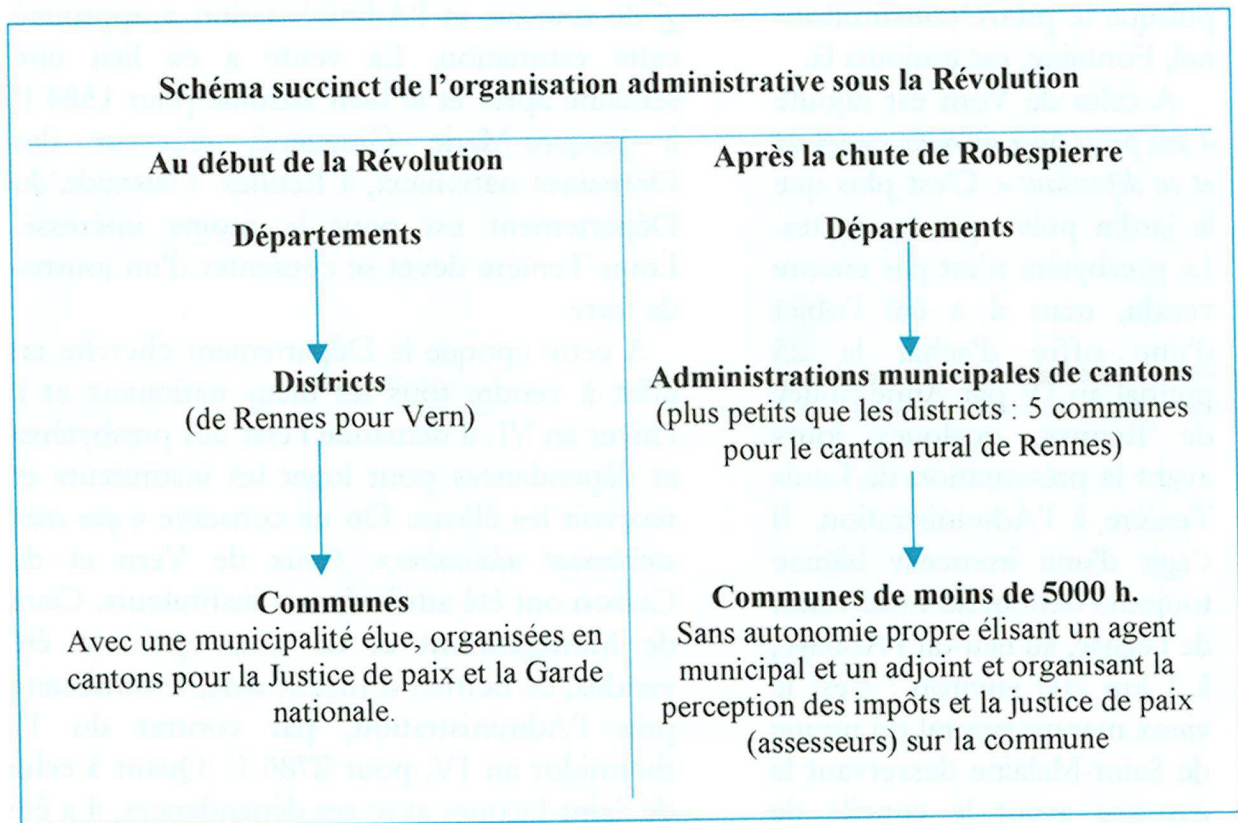 Schéma succinct de l'organisation administrative sous la Révolution
Au début de la Révolution
Départements
Districts
(de Rennes pour Vern)
Communes
Avec une municipalité élue, organisées en
cantons pour la Justice de paix et la Garde
nationale.
Après la chute de Robespierre
Départements
Administrations municipales de cantons
(plus petits que les districts : 5 communes
pour le canton rural de Rennes)
Communes de moins de 5000 h.
Sans autonomie propre élisant un agent
municipal et un adjoint et organisant la
perception des impôts et la justice de paix
(assesseurs) sur la commune